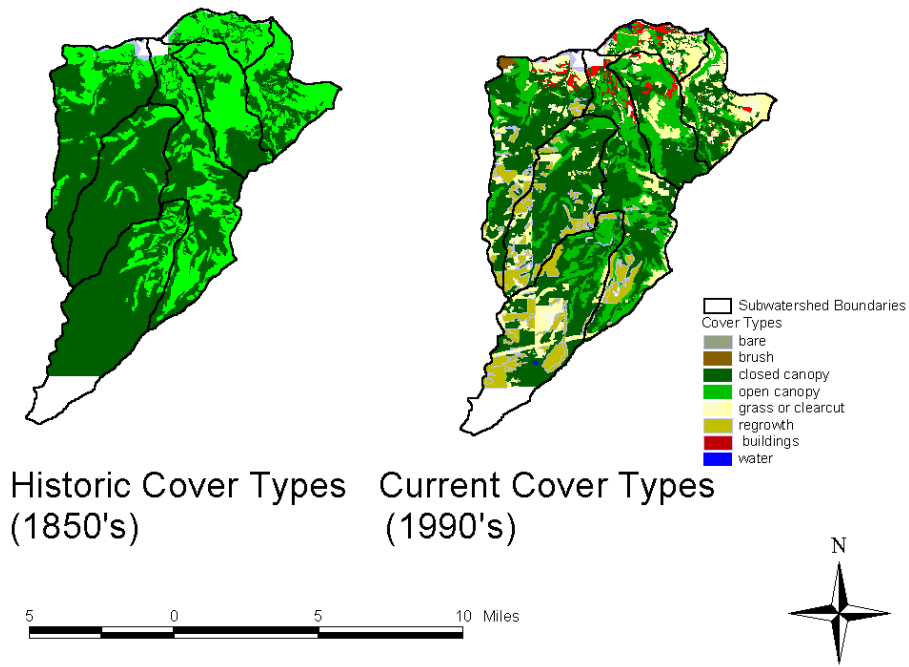 Subwatershed Boundaries
Cover Types
bare
brush
closed canopy
open canopy
grass or clearcut
regrowth
buildings
water
Historic Cover Types
(1850's)
Current Cover Types
(1990's)
N
5 0 5 10 Miles